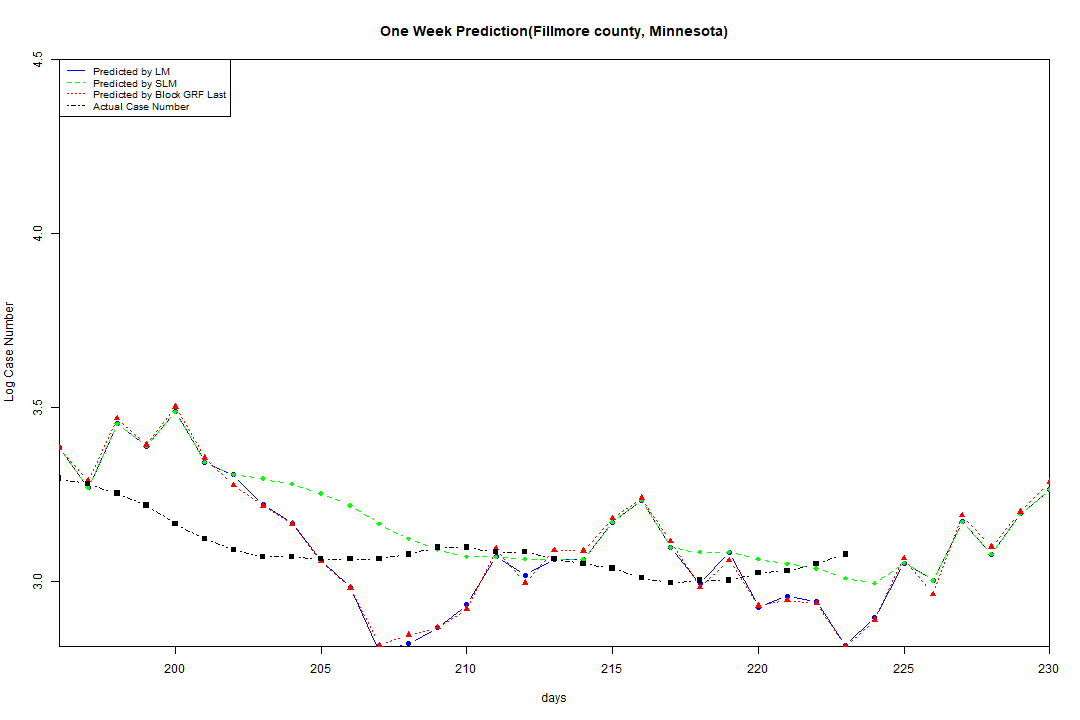 One Week Prediction(Fillmore county, Minnesota)
4.5
Predicted by LM
Predicted by SLM
Predicted by Block GRF Last
Actual Case Number
4.0
Log Case Number
3.5
3.0
200 205 210 215 220 225 230
days